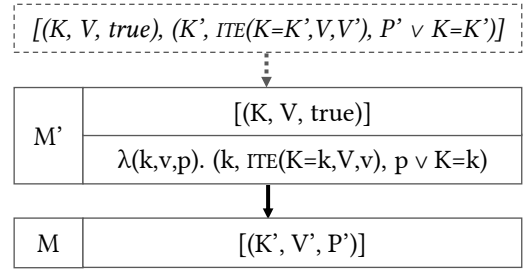 [(K, V, true), (K’, ITE(K=K’,V,V’), P’ ∨ K=K’)]
M’
[(K, V, true)]
λ(k,v,p). (k, ITE(K=k,V,v), p ∨ K=k)
M
[(K’, V’, P’)]